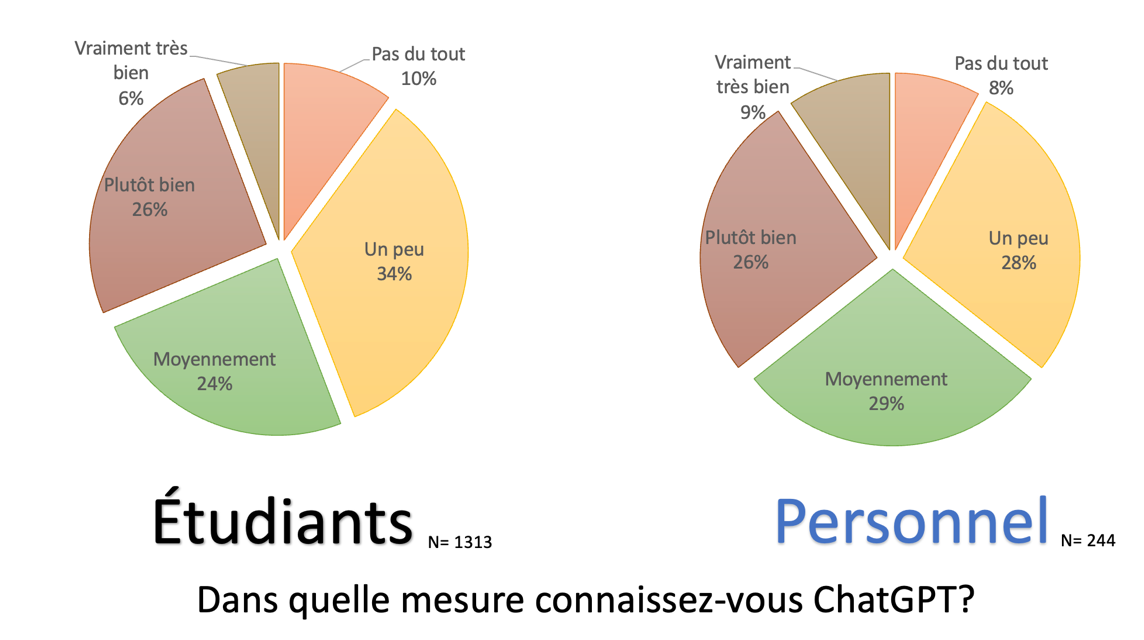 Vraiment très
bien
6%
Pas du tout
10%
Un peu
34%
Moyennement
24%
Plutôt bien
26%
Étudiants N= 1313
Vraiment
très bien
9%
Pas du tout
8%
Un peu
28%
Moyennement
29%
Plutôt bien
26%
Personnel N= 244
Dans quelle mesure connaissez-vous ChatGPT?